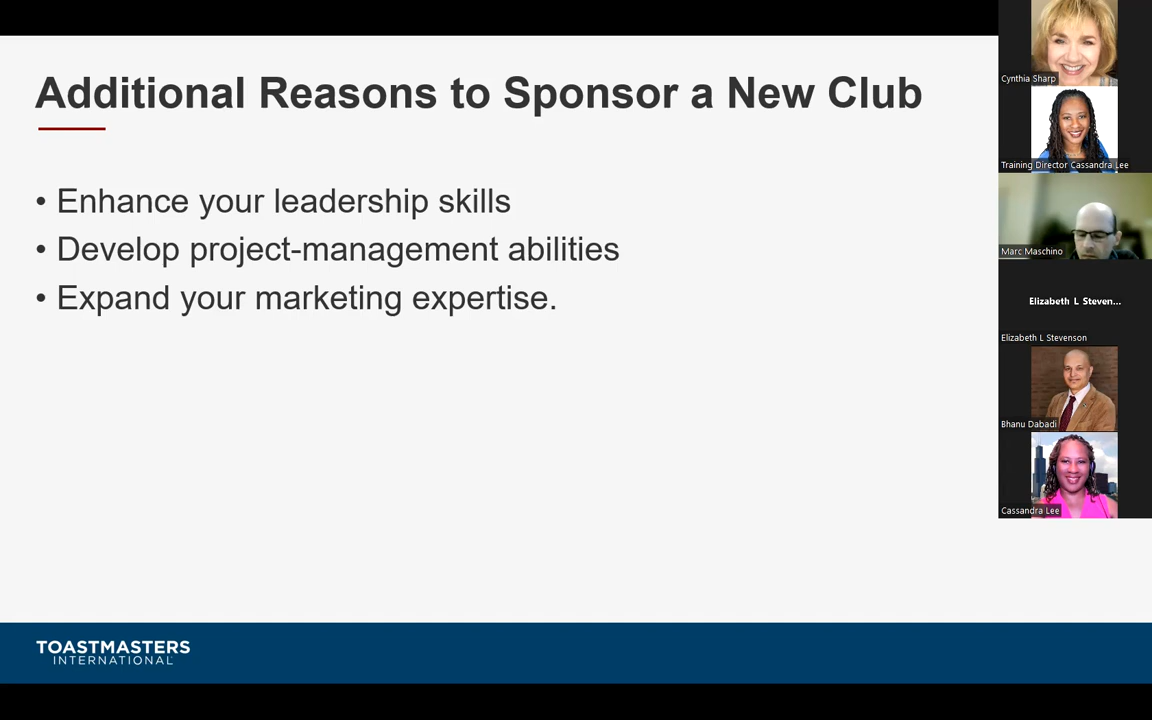 Additional Reasons to Sponsor a New Club
• Enhance your leadership skills
• Develop project-management abilities
• Expand your marketing expertise.
TOASTMASTERS
INTERNATIONAL
Cynthia Sharp
Training Director Cassandra Lee
Marc Maschino
Elizabeth L Steven...
Elizabeth L Stevenson
Bhanu Dabadi
Cassandra Lee